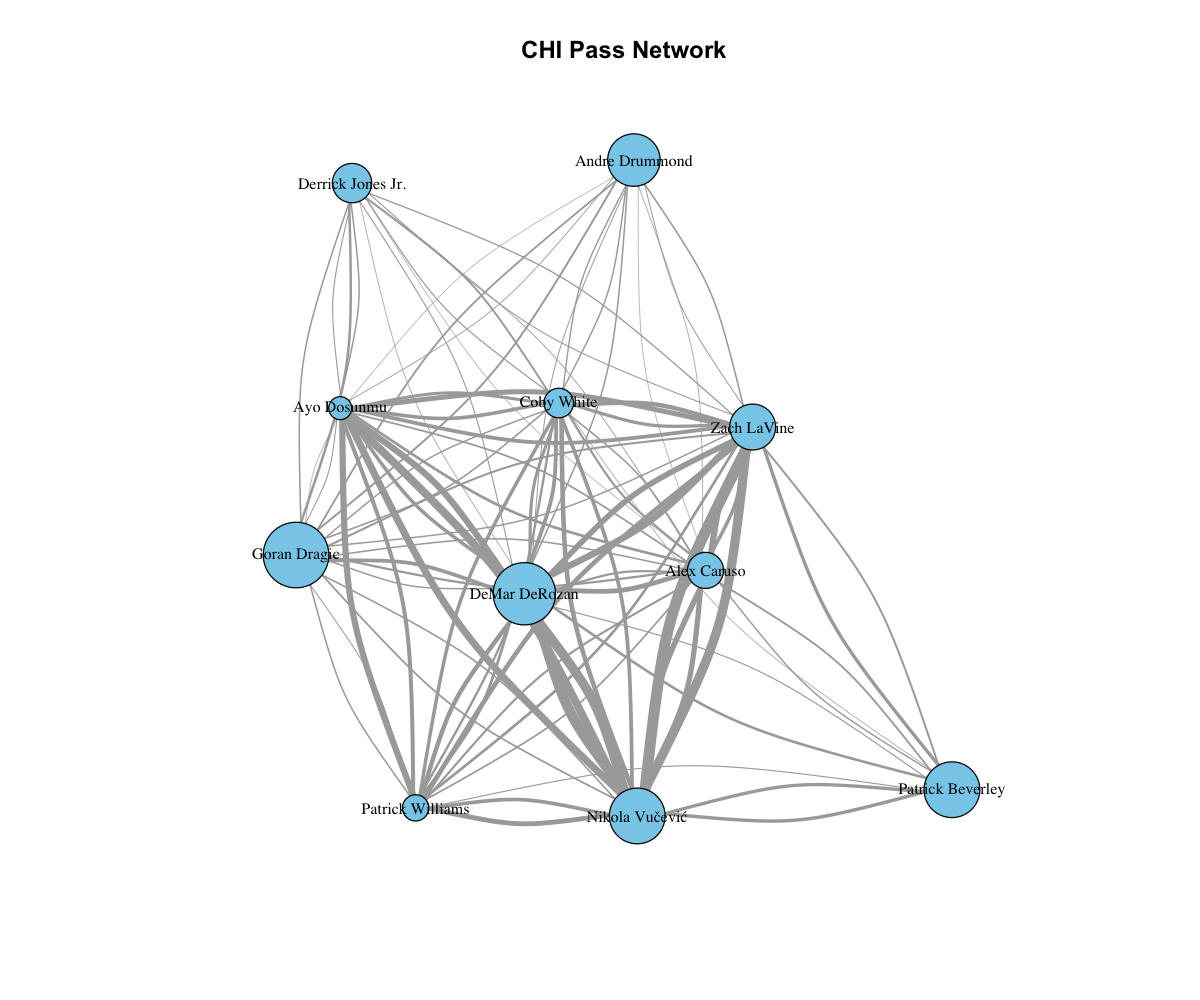 CHI Pass Network
Andre Drummond
Derrick Jones Jr.
Coby White
Ayo Dosunmu
Zach LaVine
Goran Dragic
Alex Caruso
DeMar DeRozan
Patrick Beverley
Patrick Williams
Nikola Vučević